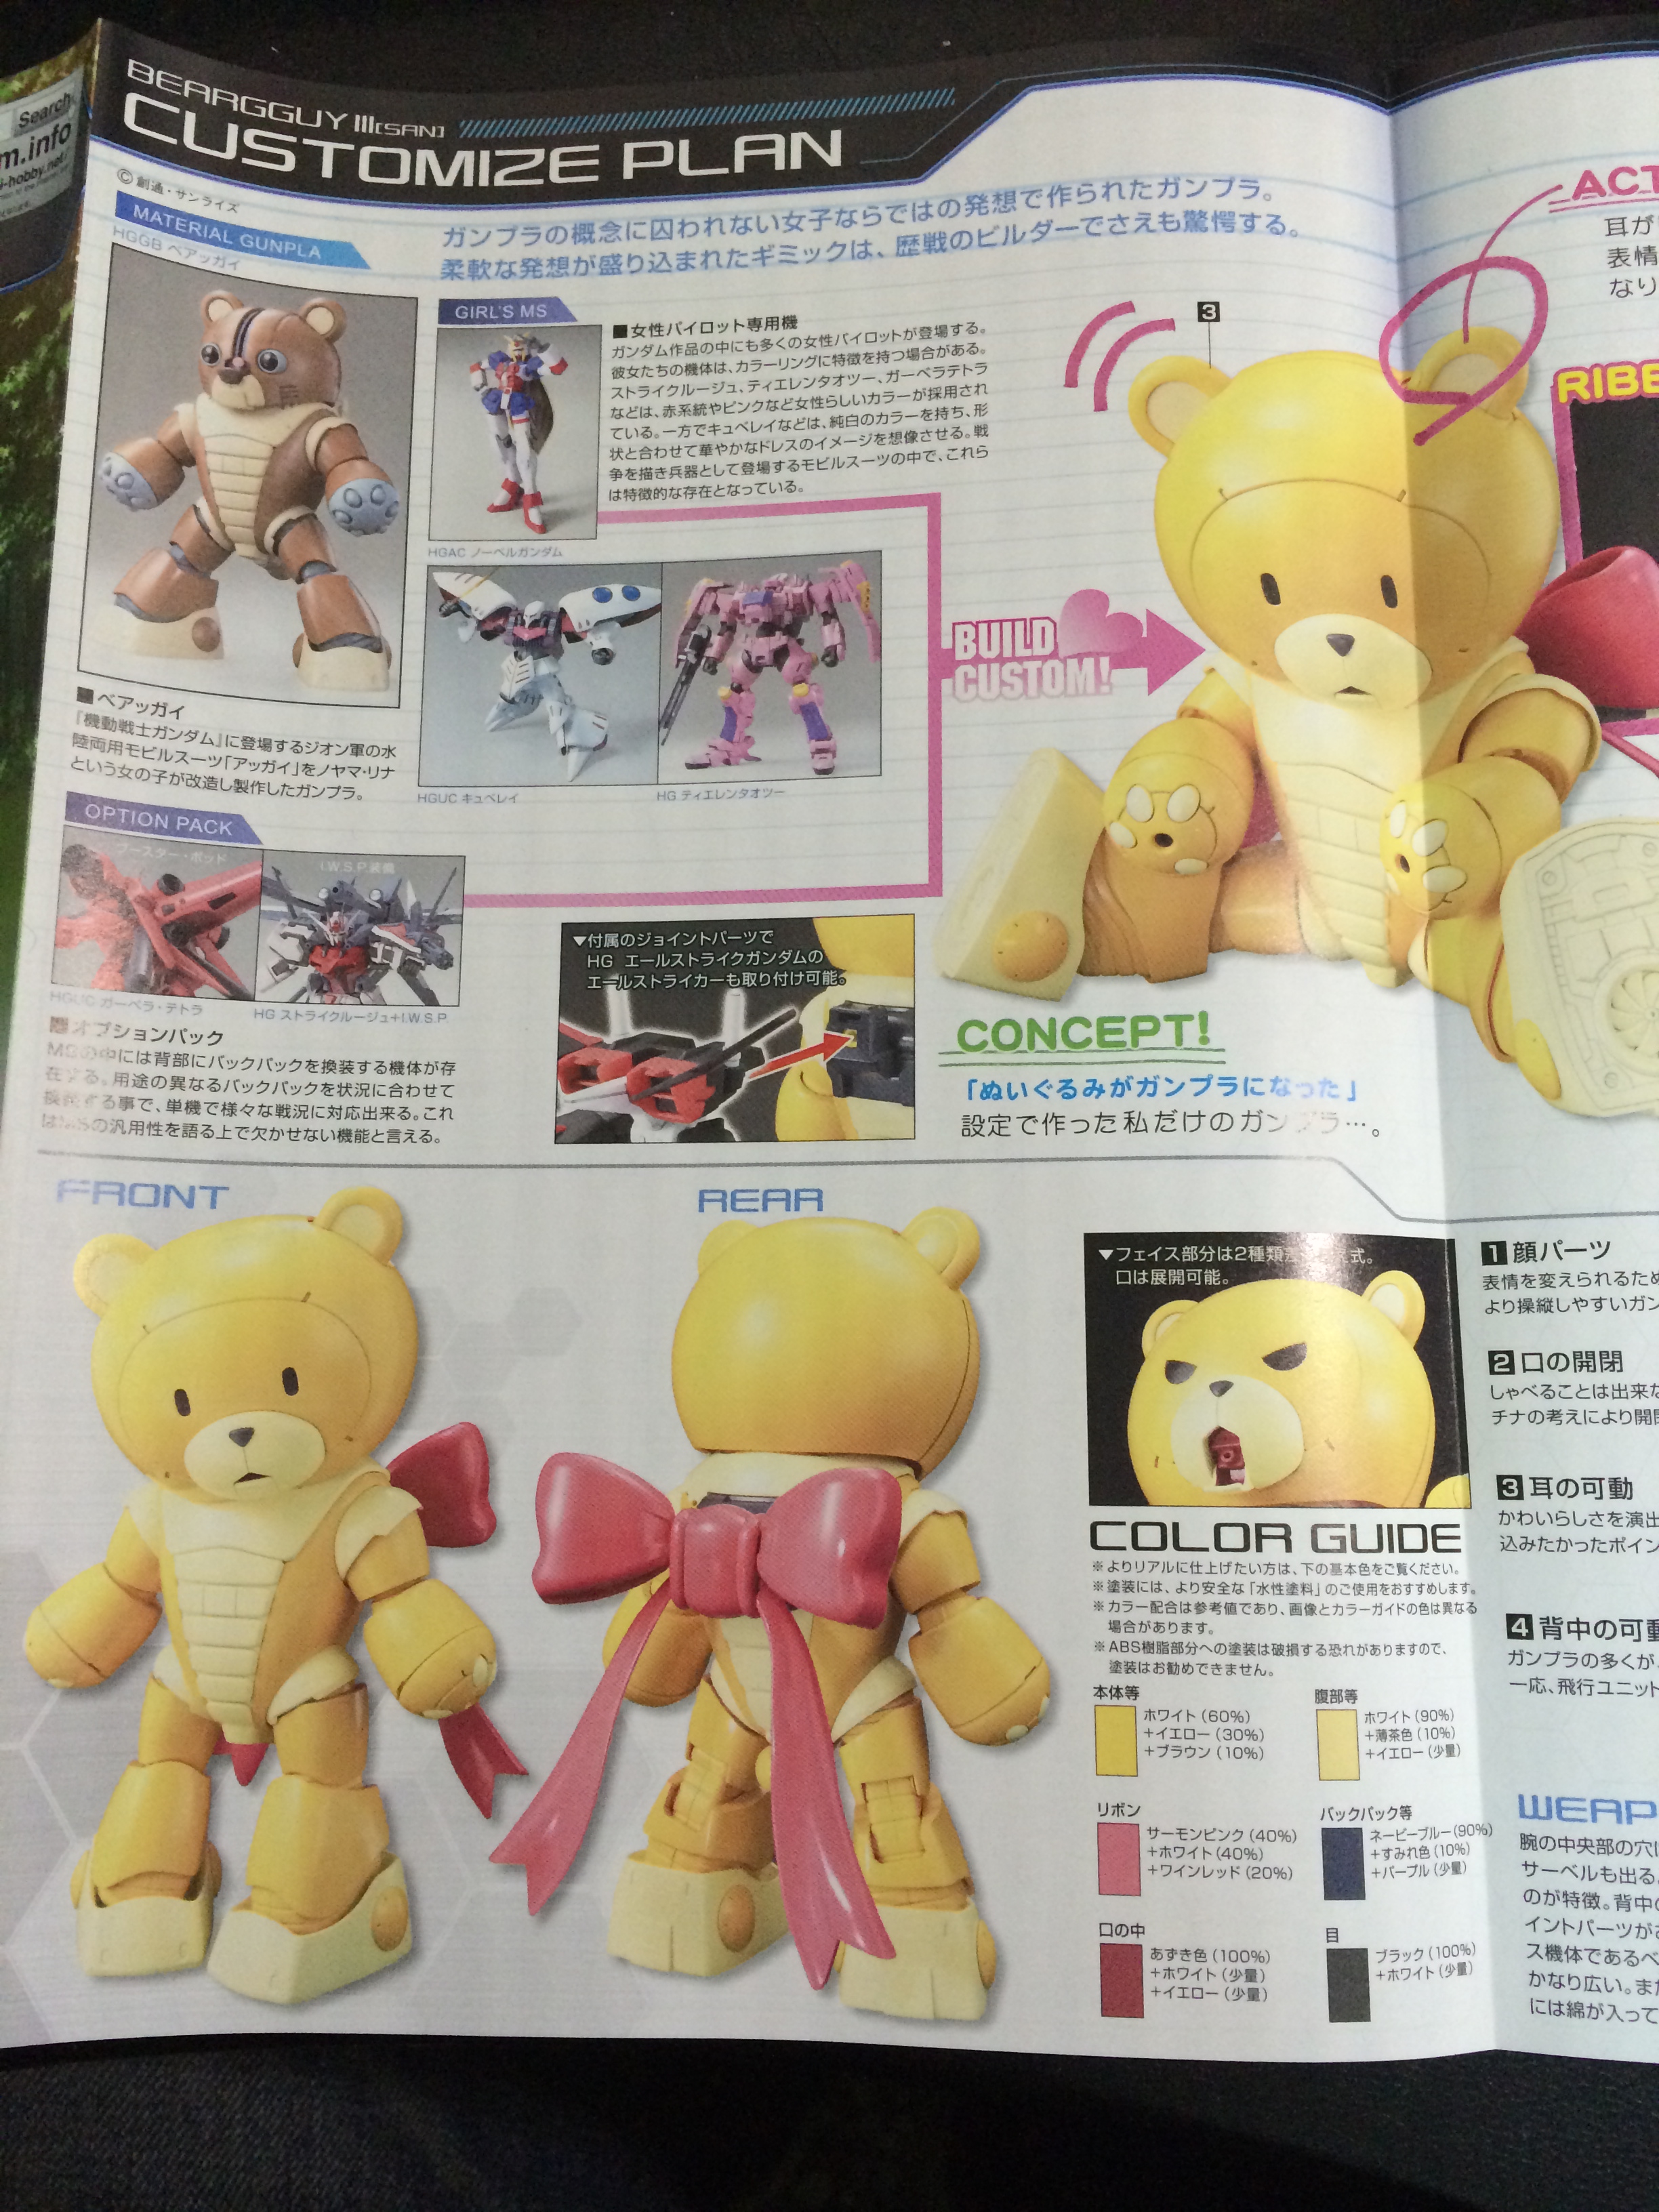 Search
m.info
i-hobby.net/
BEARGGUY III[SAN]
CUSTOMIZE PLAN
© 創通・サンライズ
MATERIAL GUNPLA
HGGB ベアッガイ
ガンプラの概念に囚われない女子ならではの発想で作られたガンプラ。
柔軟な発想が盛り込まれたギミックは、歴戦のビルダーでさえも驚愕する。
GIRL'S MS
■女性パイロット専用機
ガンダム作品の中にも多くの女性パイロットが登場する。
彼女たちの機体は、カラーリングに特徴を持つ場合がある。
ストライクルージュ、ティエレンタオツー、ガーベラテトラ
などは、赤系統やピンクなど女性らしいカラーが採用され
ている。一方でキュベレイなどは、純白のカラーを持ち、形
状と合わせて華やかなドレスのイメージを想像させる。戦
争を描き兵器として登場するモビルスーツの中で、これら
は特徴的な存在となっている。
HGAC ノーベルガンダム
HGUC キュベレイ
HG ティエレンタオツー
■ベアッガイ
「機動戦士ガンダム」に登場するジオン軍の水
陸両用モビルスーツ「アッガイ」をノヤマ・リナ
という女の子が改造し製作したガンプラ。
OPTION PACK
ブースター・ポッド
I.W.S.P.装備
HGUC ガーベラ・テトラ
HG ストライクルージュ+I.W.S.P.
■オプションパック
MSの中には背部にバックパックを換装する機体が存
在する。用途の異なるバックパックを状況に合わせて
換装する事で、単機で様々な戦況に対応出来る。これ
はMSの汎用性を語る上で欠かせない機能と言える。
▼付属のジョイントパーツで
HG エールストライクガンダムの
エールストライカーも取り付け可能。
BUILD
CUSTOM!
3
ACT
耳が
表情
なり
RIBB
CONCEPT!
「ぬいぐるみがガンプラになった」
設定で作った私だけのガンプラ…。
FRONT
REAR
▼フェイス部分は2種類 式。
口は展開可能。
COLOR GUIDE
※よりリアルに仕上げたい方は、下の基本色をご覧ください。
※塗装には、より安全な「水性塗料」のご使用をおすすめします。
※カラー配合は参考値であり、画像とカラーガイドの色は異なる
場合があります。
※ABS樹脂部分への塗装は破損する恐れがありますので、
塗装はお勧めできません。
本体等
ホワイト(60%)
+イエロー(30%)
+ブラウン(10%)
腹部等
ホワイト(90%)
+薄茶色(10%)
+イエロー(少量)
リボン
サーモンピンク(40%)
+ホワイト(40%)
+ワインレッド(20%)
バックパック等
ネービーブルー(90%)
+すみれ色(10%)
+パープル(少量)
口の中
あずき色(100%)
+ホワイト(少量)
+イエロー(少量)
目
ブラック(100%)
+ホワイト(少量)
1 顔パーツ
表情を変えられるため
より操縦しやすいガン
2 口の開閉
しゃべることは出来な
チナの考えにより開閉
3 耳の可動
かわいらしさを演出
込みたかったポイン
4 背中の可動
ガンプラの多くが、
一応、飛行ユニット
WEAP
腕の中央部の穴に
サーベルも出る。
のが特徴。背中の
イントパーツがあ
ス機体であるベ
かなり広い。また
には綿が入って